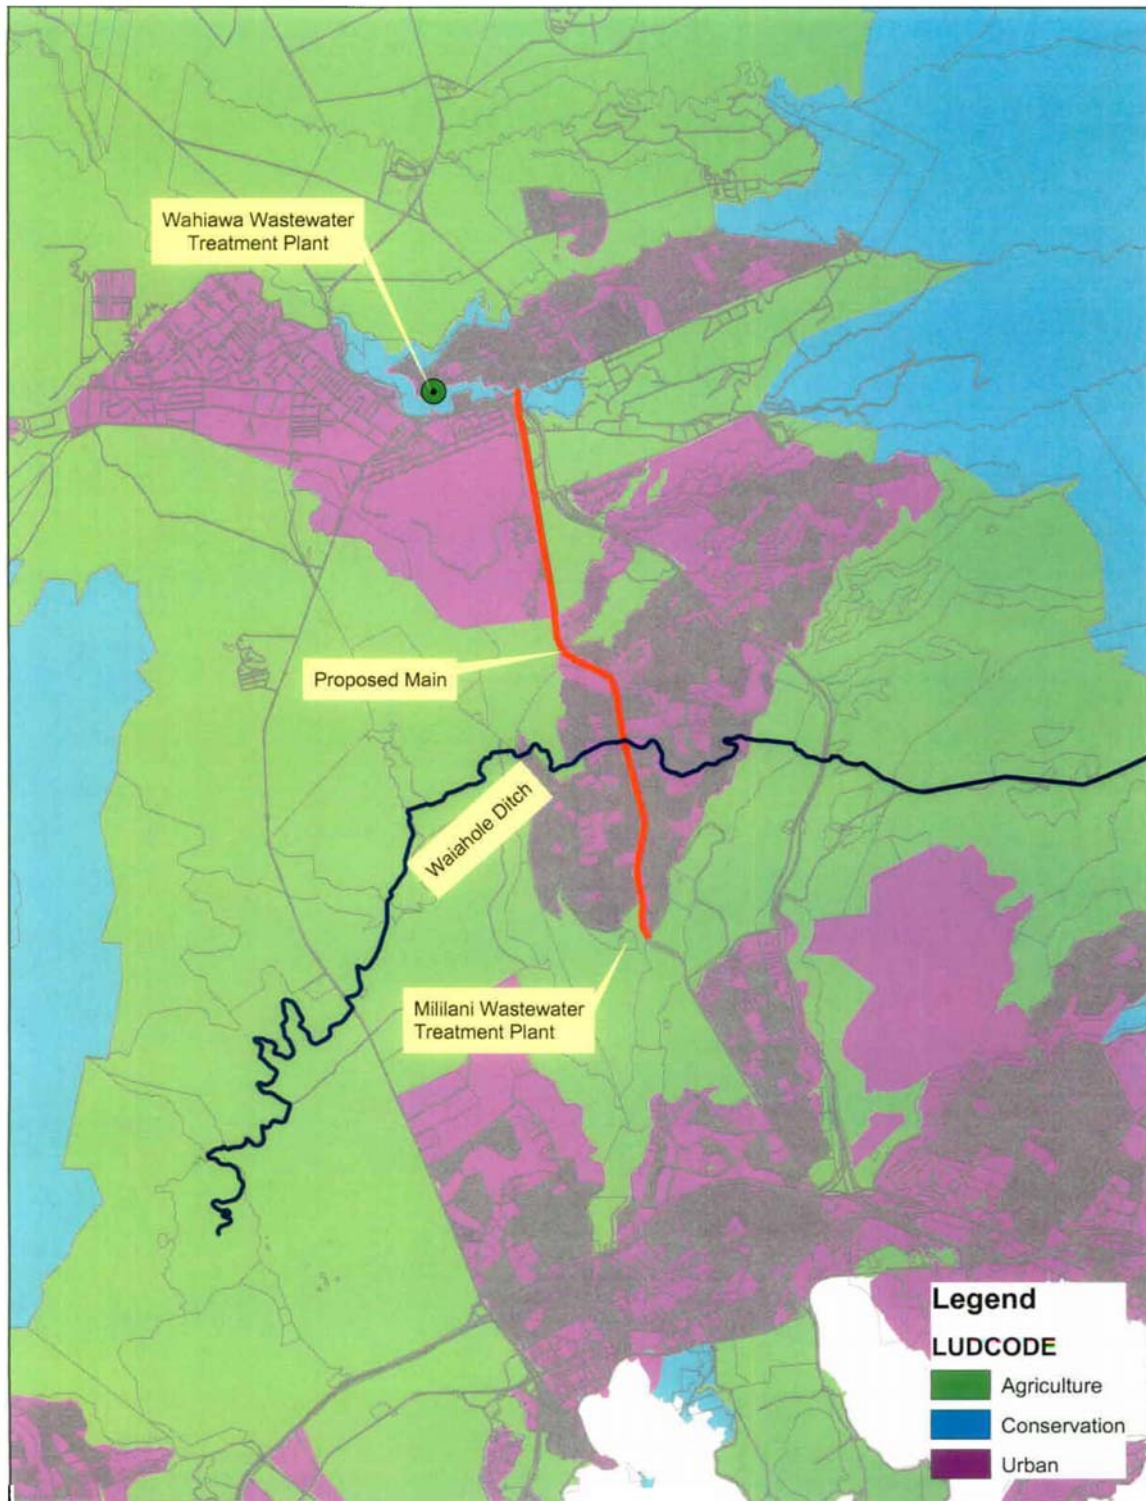 Wahiawa Wastewater
Treatment Plant
Proposed Main
Waiahole Ditch
Mililani Wastewater
Treatment Plant
Legend
LUDCODE
Agriculture
Conservation
Urban